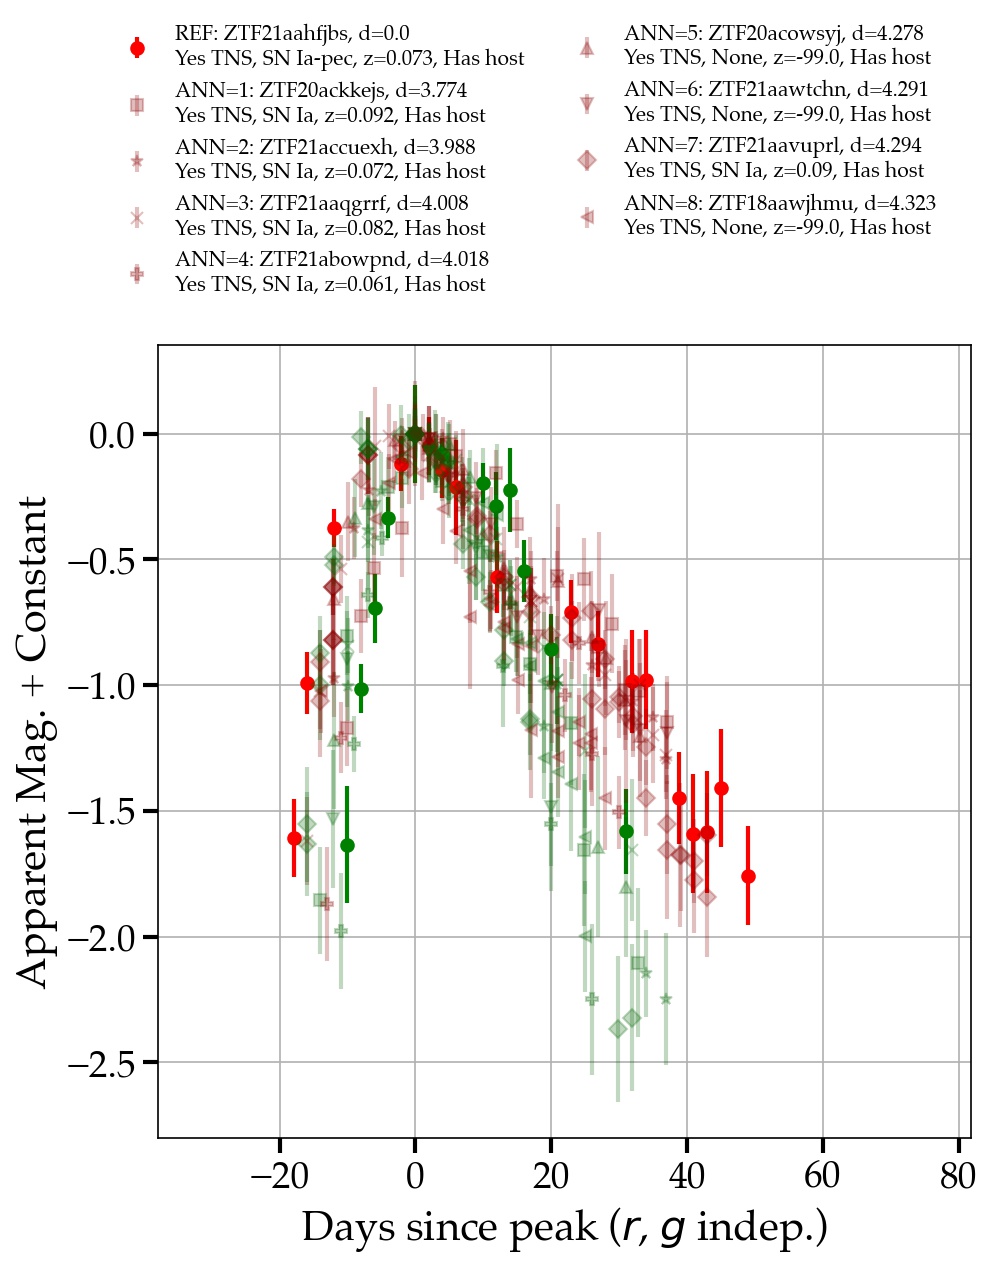 REF: ZTF21aahfjbs, d=0.0
Yes TNS, SN Ia-pec, z=0.073, Has host
ANN=1: ZTF20ackkejs, d=3.774
Yes TNS, SN Ia, z=0.092, Has host
ANN=2: ZTF21accuexh, d=3.988
Yes TNS, SN Ia, z=0.072, Has host
ANN=3: ZTF21aaqgrrf, d=4.008
Yes TNS, SN Ia, z=0.082, Has host
ANN=4: ZTF21abowpnd, d=4.018
Yes TNS, SN Ia, z=0.061, Has host
ANN=5: ZTF20acowsyj, d=4.278
Yes TNS, None, z=-99.0, Has host
ANN=6: ZTF21aawtchn, d=4.291
Yes TNS, None, z=-99.0, Has host
ANN=7: ZTF21aavuprl, d=4.294
Yes TNS, SN Ia, z=0.09, Has host
ANN=8: ZTF18aawjhmu, d=4.323
Yes TNS, None, z=-99.0, Has host
Apparent Mag. + Constant
0.0
−0.5
−1.0
−1.5
−2.0
−2.5
−20 0 20 40 60 80
Days since peak (r, g indep.)